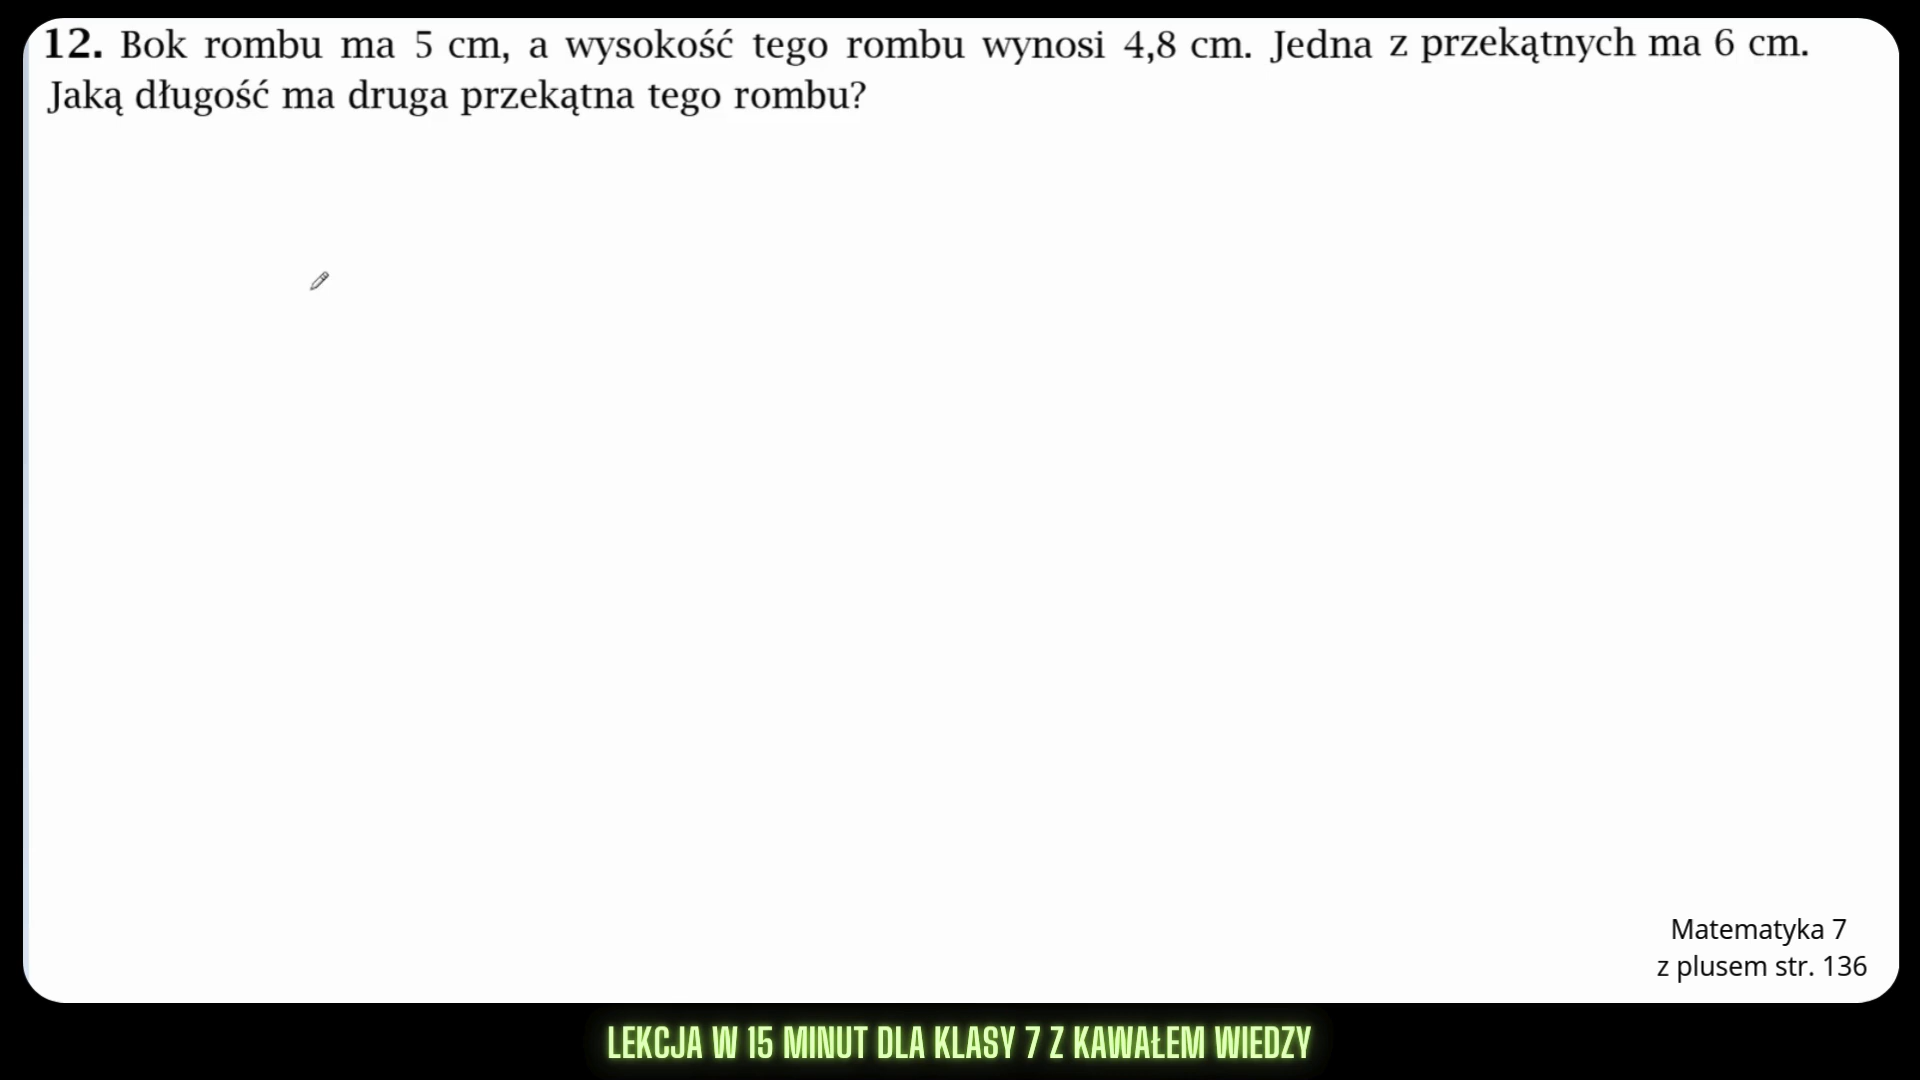 12. Bok rombu ma 5 cm, a wysokość tego rombu wynosi 4,8 cm. Jedna z przekątnych ma 6 cm.
Jaką długość ma druga przekątna tego rombu?
Matematyka 7
z plusem str. 136
LEKCJA W 15 MINUT DLA KLASY 7 Z KAWAŁEM WIEDZY